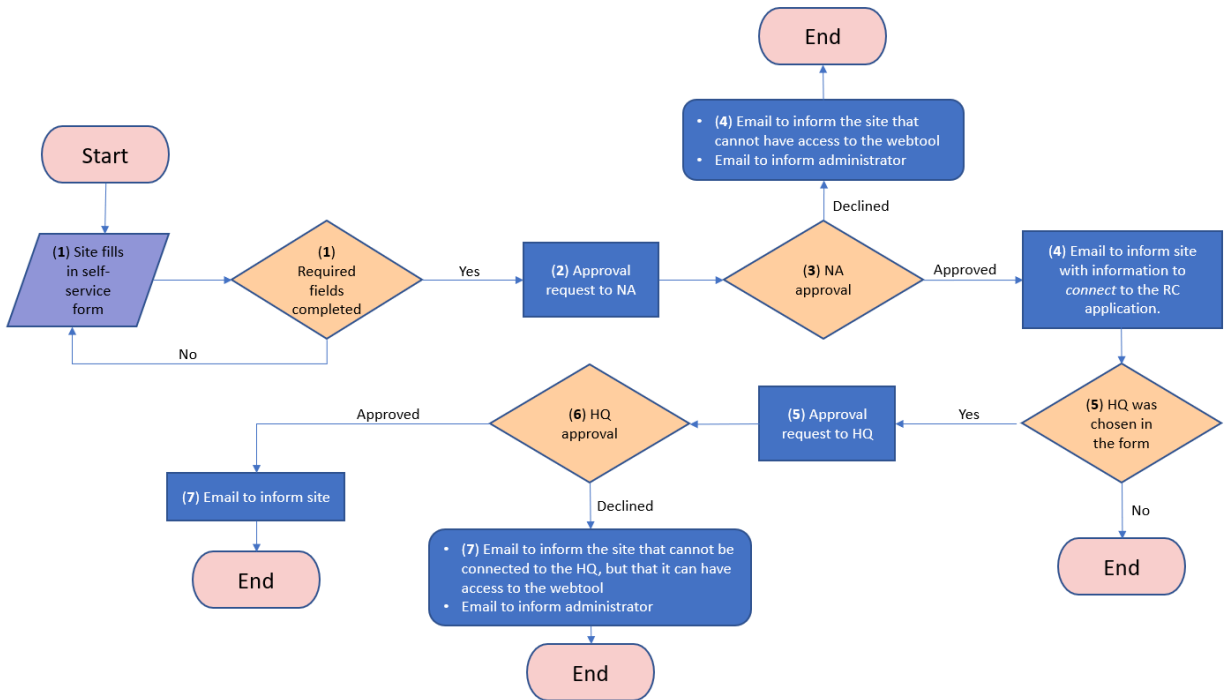 End
• (4) Email to inform the site that
cannot have access to the webtool
• Email to inform administrator
Start
Declined
(1) Site fills
in self-
service
form
(1)
Required
fields
completed
Yes
(2) Approval
request to NA
(3) NA
approval
Approved
(4) Email to inform site
with information to
connect to the RC
application.
No
Approved
(6) HQ
approval
(5) Approval
request to HQ
Yes
(5) HQ was
chosen in
the form
(7) Email to inform site
Declined
No
• (7) Email to inform the site that cannot be
connected to the HQ, but that it can have
access to the webtool
• Email to inform administrator
End
End
End